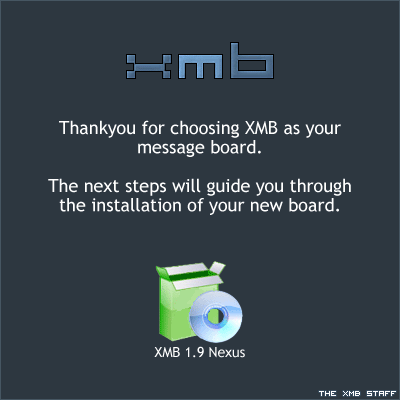 xmb
Thankyou for choosing XMB as your
message board.
The next steps will guide you through
the installation of your new board.
XMB 1.9 Nexus
THE XMB STAFF